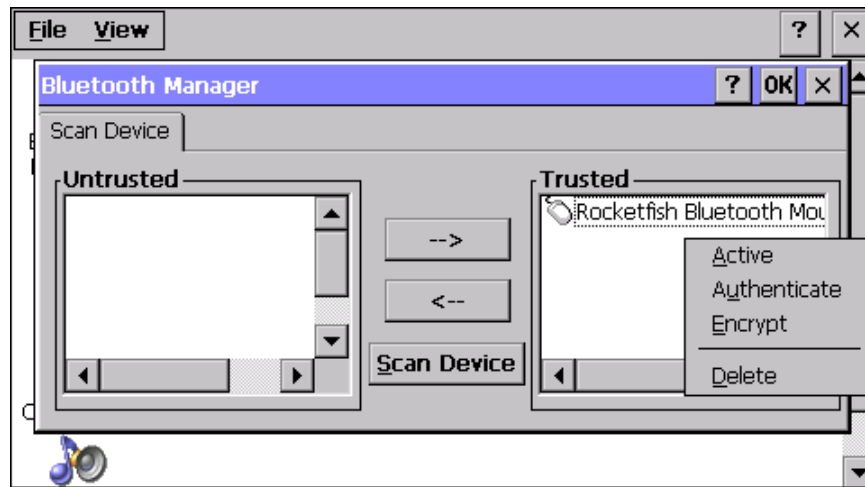 File View ? ×
Bluetooth Manager ? OK ×
Scan Device
Untrusted
Trusted
Rocketfish Bluetooth Mou
-->
<--
Scan Device
Active
Authenticate
Encrypt
Delete